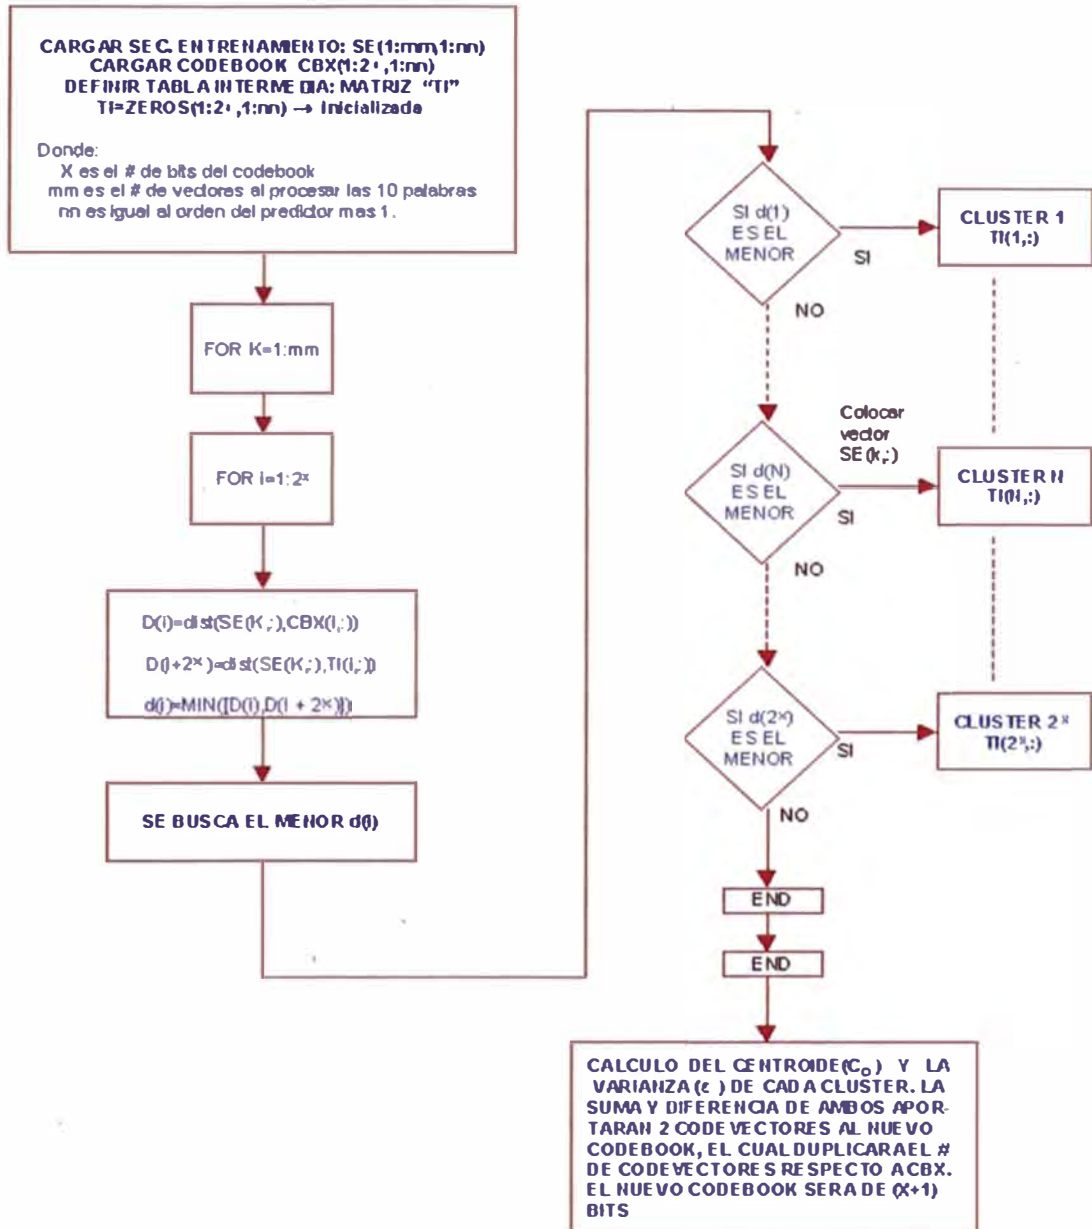 CARGAR SEC. ENTRENAMIENTO: SE(1:mm,1:nn)
CARGAR CODEBOOK CBX(1:2ˣ,1:nn)
DEFINIR TABLA INTERMEDIA: MATRIZ "TI"
TI=ZEROS(1:2ˣ,1:nn) → Inicializada
Donde:
X es el # de bits del codebook
mm es el # de vectores al procesar las 10 palabras
nn es igual al orden del predictor mas 1.
FOR K=1:mm
FOR i=1:2ˣ
D(i)=dist(SE(K,:),CBX(i,:))
D(i+2ˣ)=dist(SE(K,:),TI(i,:))
d(i)=MIN([D(i),D(i + 2ˣ)])
SE BUSCA EL MENOR d(i)
SI d(1)
ES EL
MENOR
SI
NO
CLUSTER 1
TI(1,:)
Colocar
vector
SE(k,:)
SI d(N)
ES EL
MENOR
SI
NO
CLUSTER N
TI(N,:)
SI d(2ˣ)
ES EL
MENOR
SI
NO
CLUSTER 2ˣ
TI(2ˣ,:)
END
END
CALCULO DEL CENTROIDE(C₀) Y LA
VARIANZA(ε) DE CADA CLUSTER. LA
SUMA Y DIFERENCIA DE AMBOS APOR-
TARAN 2 CODEVECTORES AL NUEVO
CODEBOOK, EL CUAL DUPLICARA EL #
DE CODEVECTORES RESPECTO A CBX.
EL NUEVO CODEBOOK SERA DE (X+1)
BITS